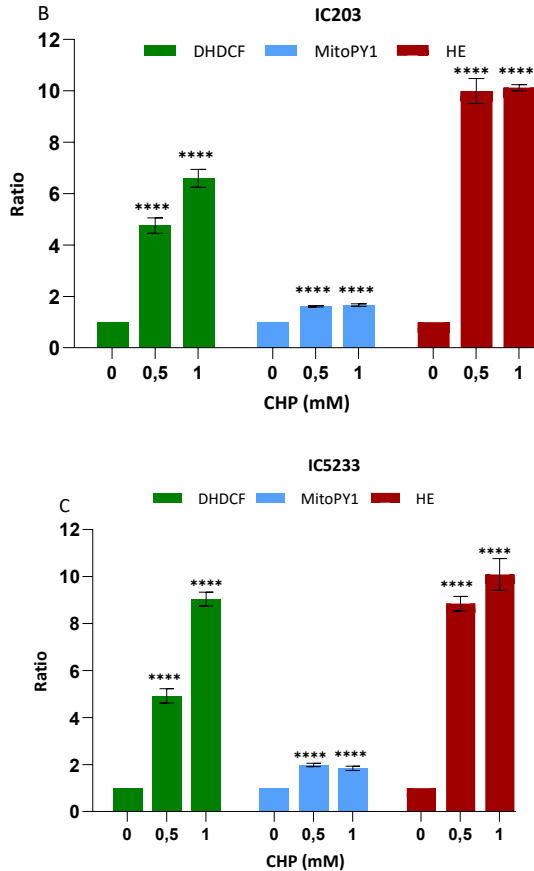 B
IC203
DHDCF MitoPY1 HE
12
10
8
6
4
2
0
Ratio
**** **** **** **** **** ****
0 0,5 1 0 0,5 1 0 0,5 1
CHP (mM)
IC5233
C
DHDCF MitoPY1 HE
12
10
8
6
4
2
0
Ratio
**** **** **** **** **** ****
0 0,5 1 0 0,5 1 0 0,5 1
CHP (mM)